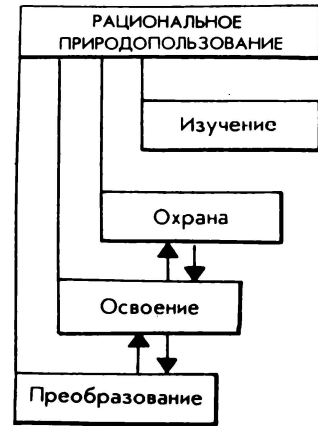 РАЦИОНАЛЬНОЕ
ПРИРОДОПОЛЬЗОВАНИЕ
Изучение
Охрана
Освоение
Преобразование